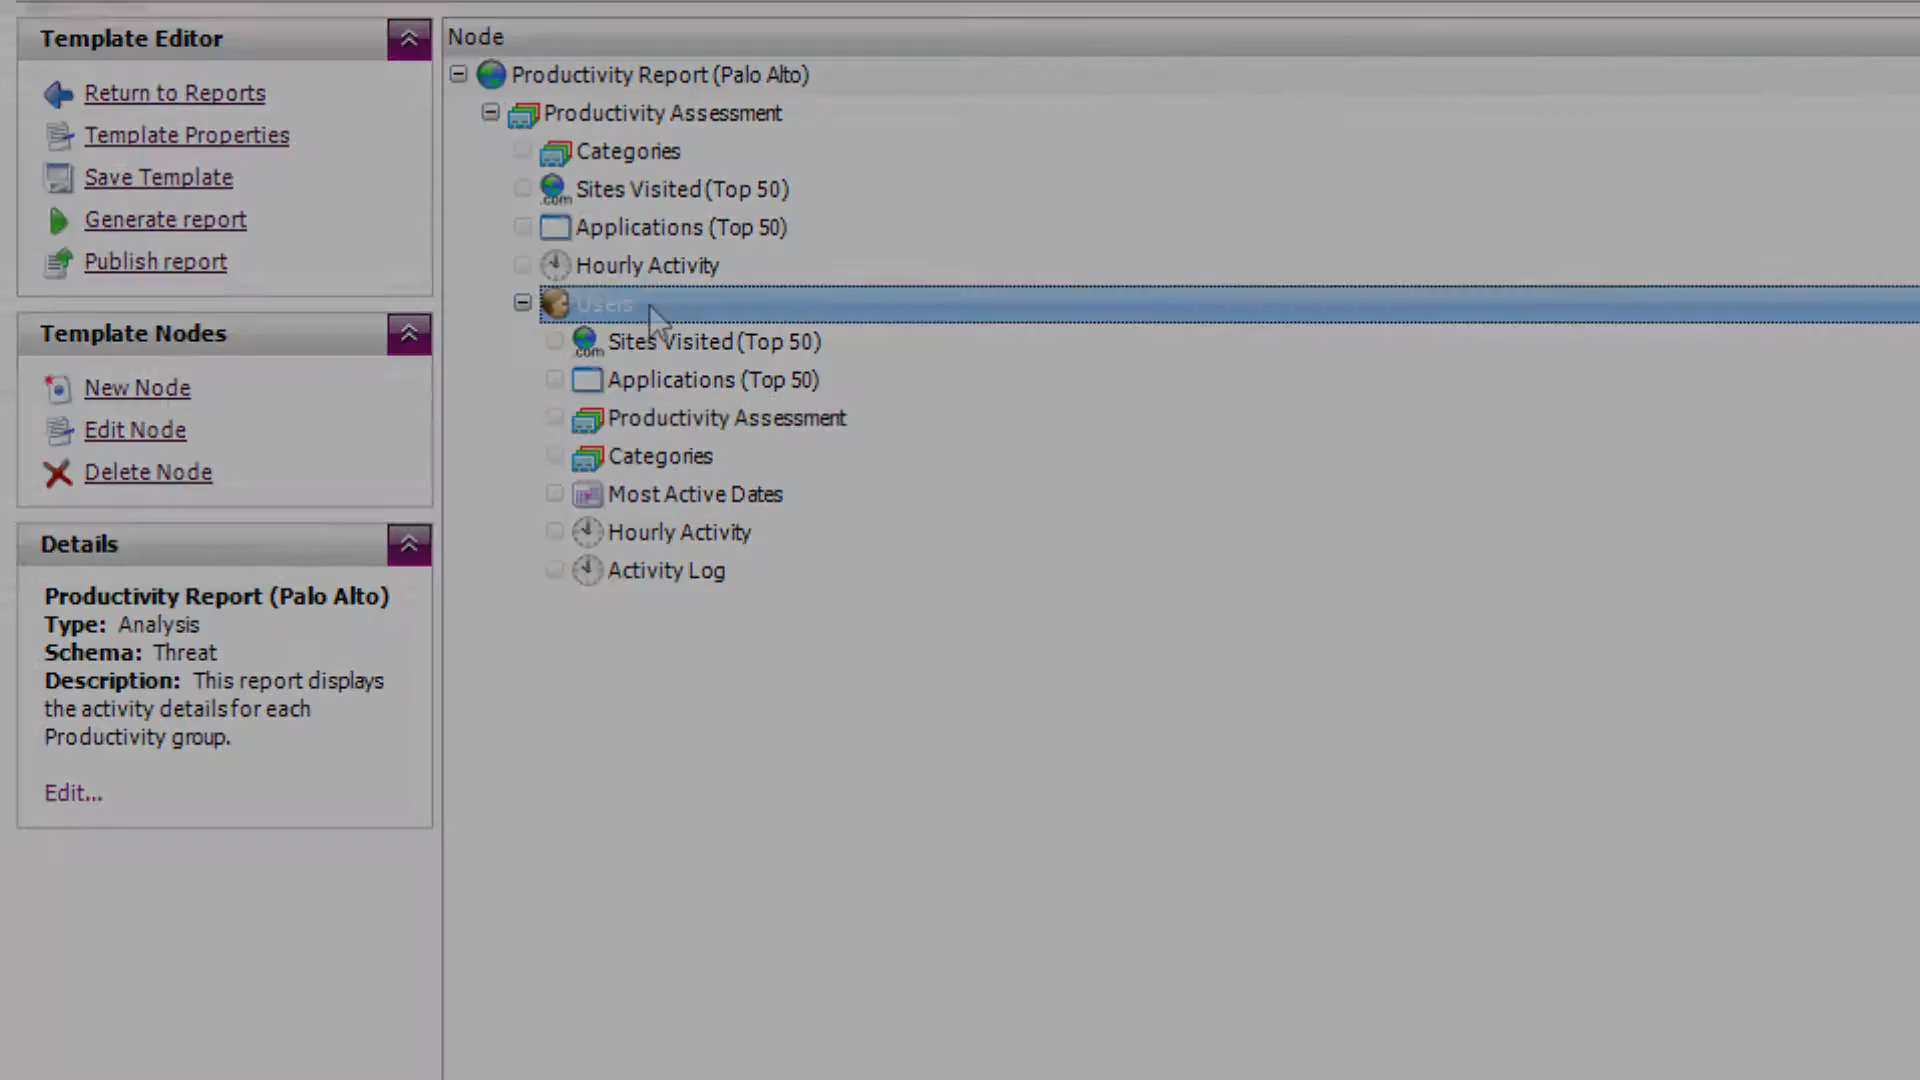 Template Editor
Return to Reports
Template Properties
Save Template
Generate report
Publish report
Template Nodes
New Node
Edit Node
Delete Node
Details
Productivity Report (Palo Alto)
Type: Analysis
Schema: Threat
Description: This report displays
the activity details for each
Productivity group.
Edit...
Node
Productivity Report (Palo Alto)
Productivity Assessment
Categories
.com Sites Visited (Top 50)
Applications (Top 50)
Hourly Activity
Users
.com Sites Visited (Top 50)
Applications (Top 50)
Productivity Assessment
Categories
Most Active Dates
Hourly Activity
Activity Log